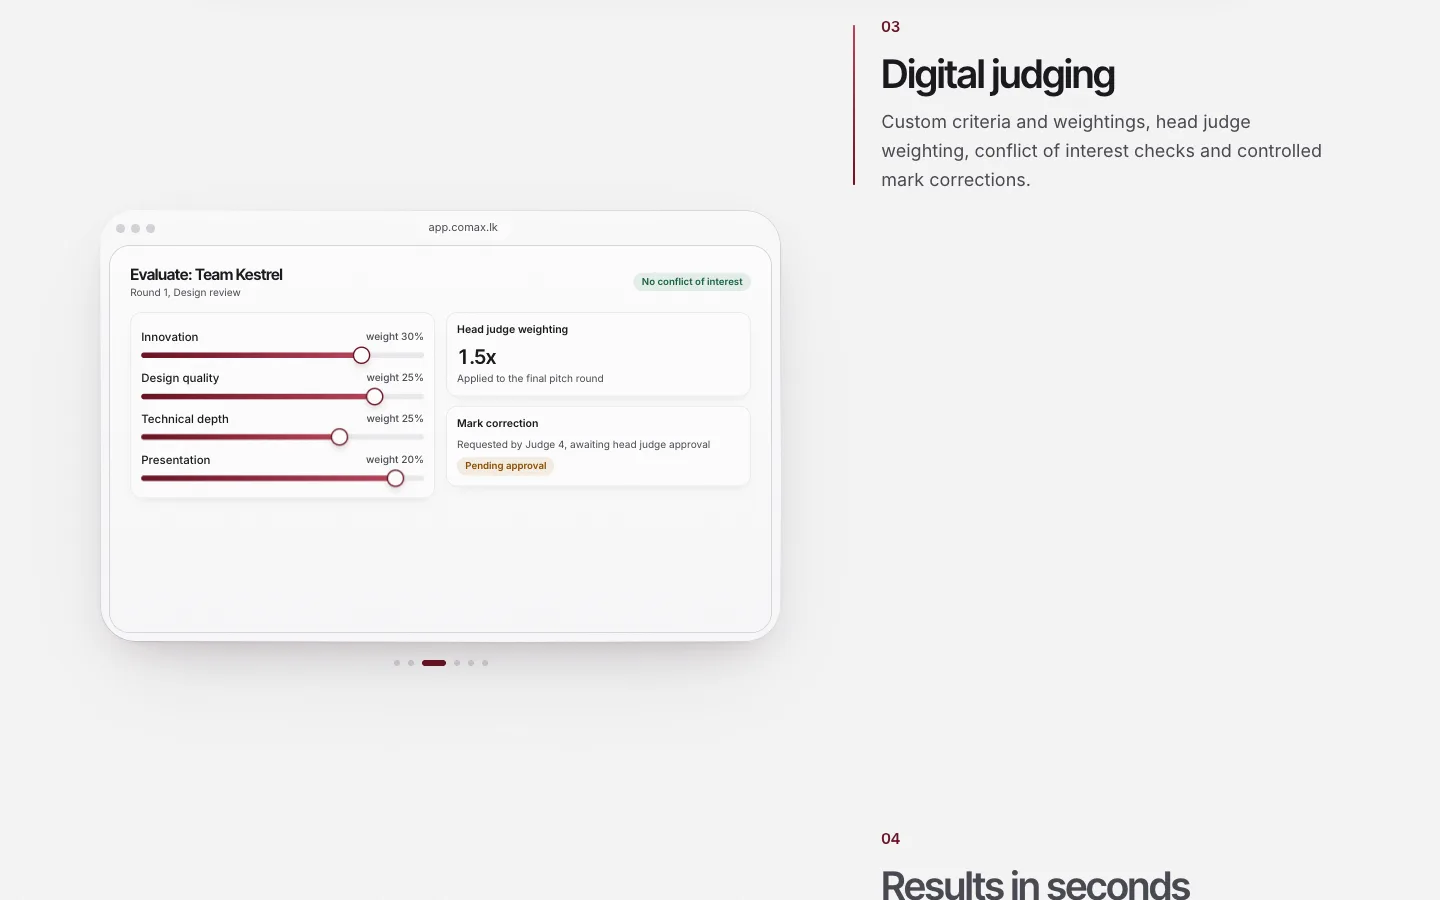 03
Digital judging
Custom criteria and weightings, head judge
weighting, conflict of interest checks and controlled
mark corrections.
app.comax.lk
Evaluate: Team Kestrel
Round 1, Design review
No conflict of interest
Innovation
weight 30%
Design quality
weight 25%
Technical depth
weight 25%
Presentation
weight 20%
Head judge weighting
1.5x
Applied to the final pitch round
Mark correction
Requested by Judge 4, awaiting head judge approval
Pending approval
04
Results in seconds